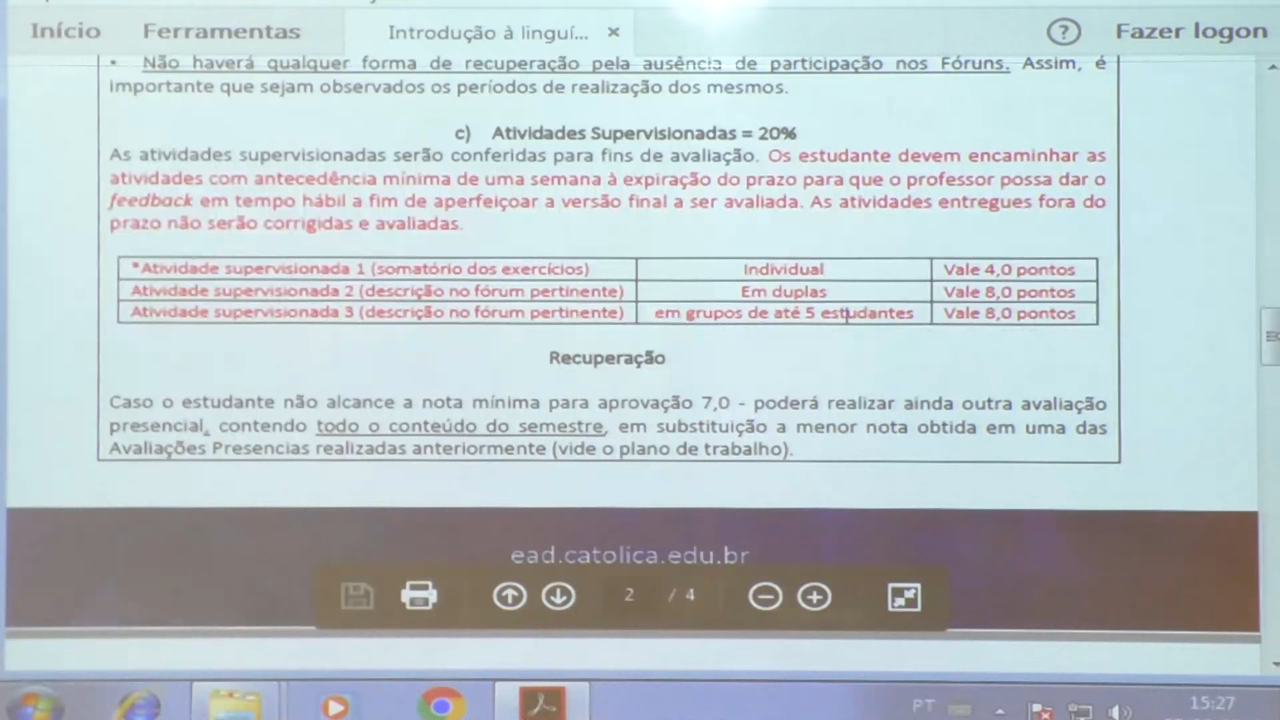 Início Ferramentas Introdução à linguí... × ? Fazer logon
• Não haverá qualquer forma de recuperação pela ausência de participação nos Fóruns. Assim, é
importante que sejam observados os períodos de realização dos mesmos.
c) Atividades Supervisionadas = 20%
As atividades supervisionadas serão conferidas para fins de avaliação. Os estudante devem encaminhar as
atividades com antecedência mínima de uma semana à expiração do prazo para que o professor possa dar o
feedback em tempo hábil a fim de aperfeiçoar a versão final a ser avaliada. As atividades entregues fora do
prazo não serão corrigidas e avaliadas.
*Atividade supervisionada 1 (somatório dos exercícios) Individual Vale 4,0 pontos
Atividade supervisionada 2 (descrição no fórum pertinente) Em duplas Vale 8,0 pontos
Atividade supervisionada 3 (descrição no fórum pertinente) em grupos de até 5 estudantes Vale 8,0 pontos
Recuperação
Caso o estudante não alcance a nota mínima para aprovação 7,0 - poderá realizar ainda outra avaliação
presencial, contendo todo o conteúdo do semestre, em substituição a menor nota obtida em uma das
Avaliações Presencias realizadas anteriormente (vide o plano de trabalho).
ead.catolica.edu.br
2 / 4
PT 15:27